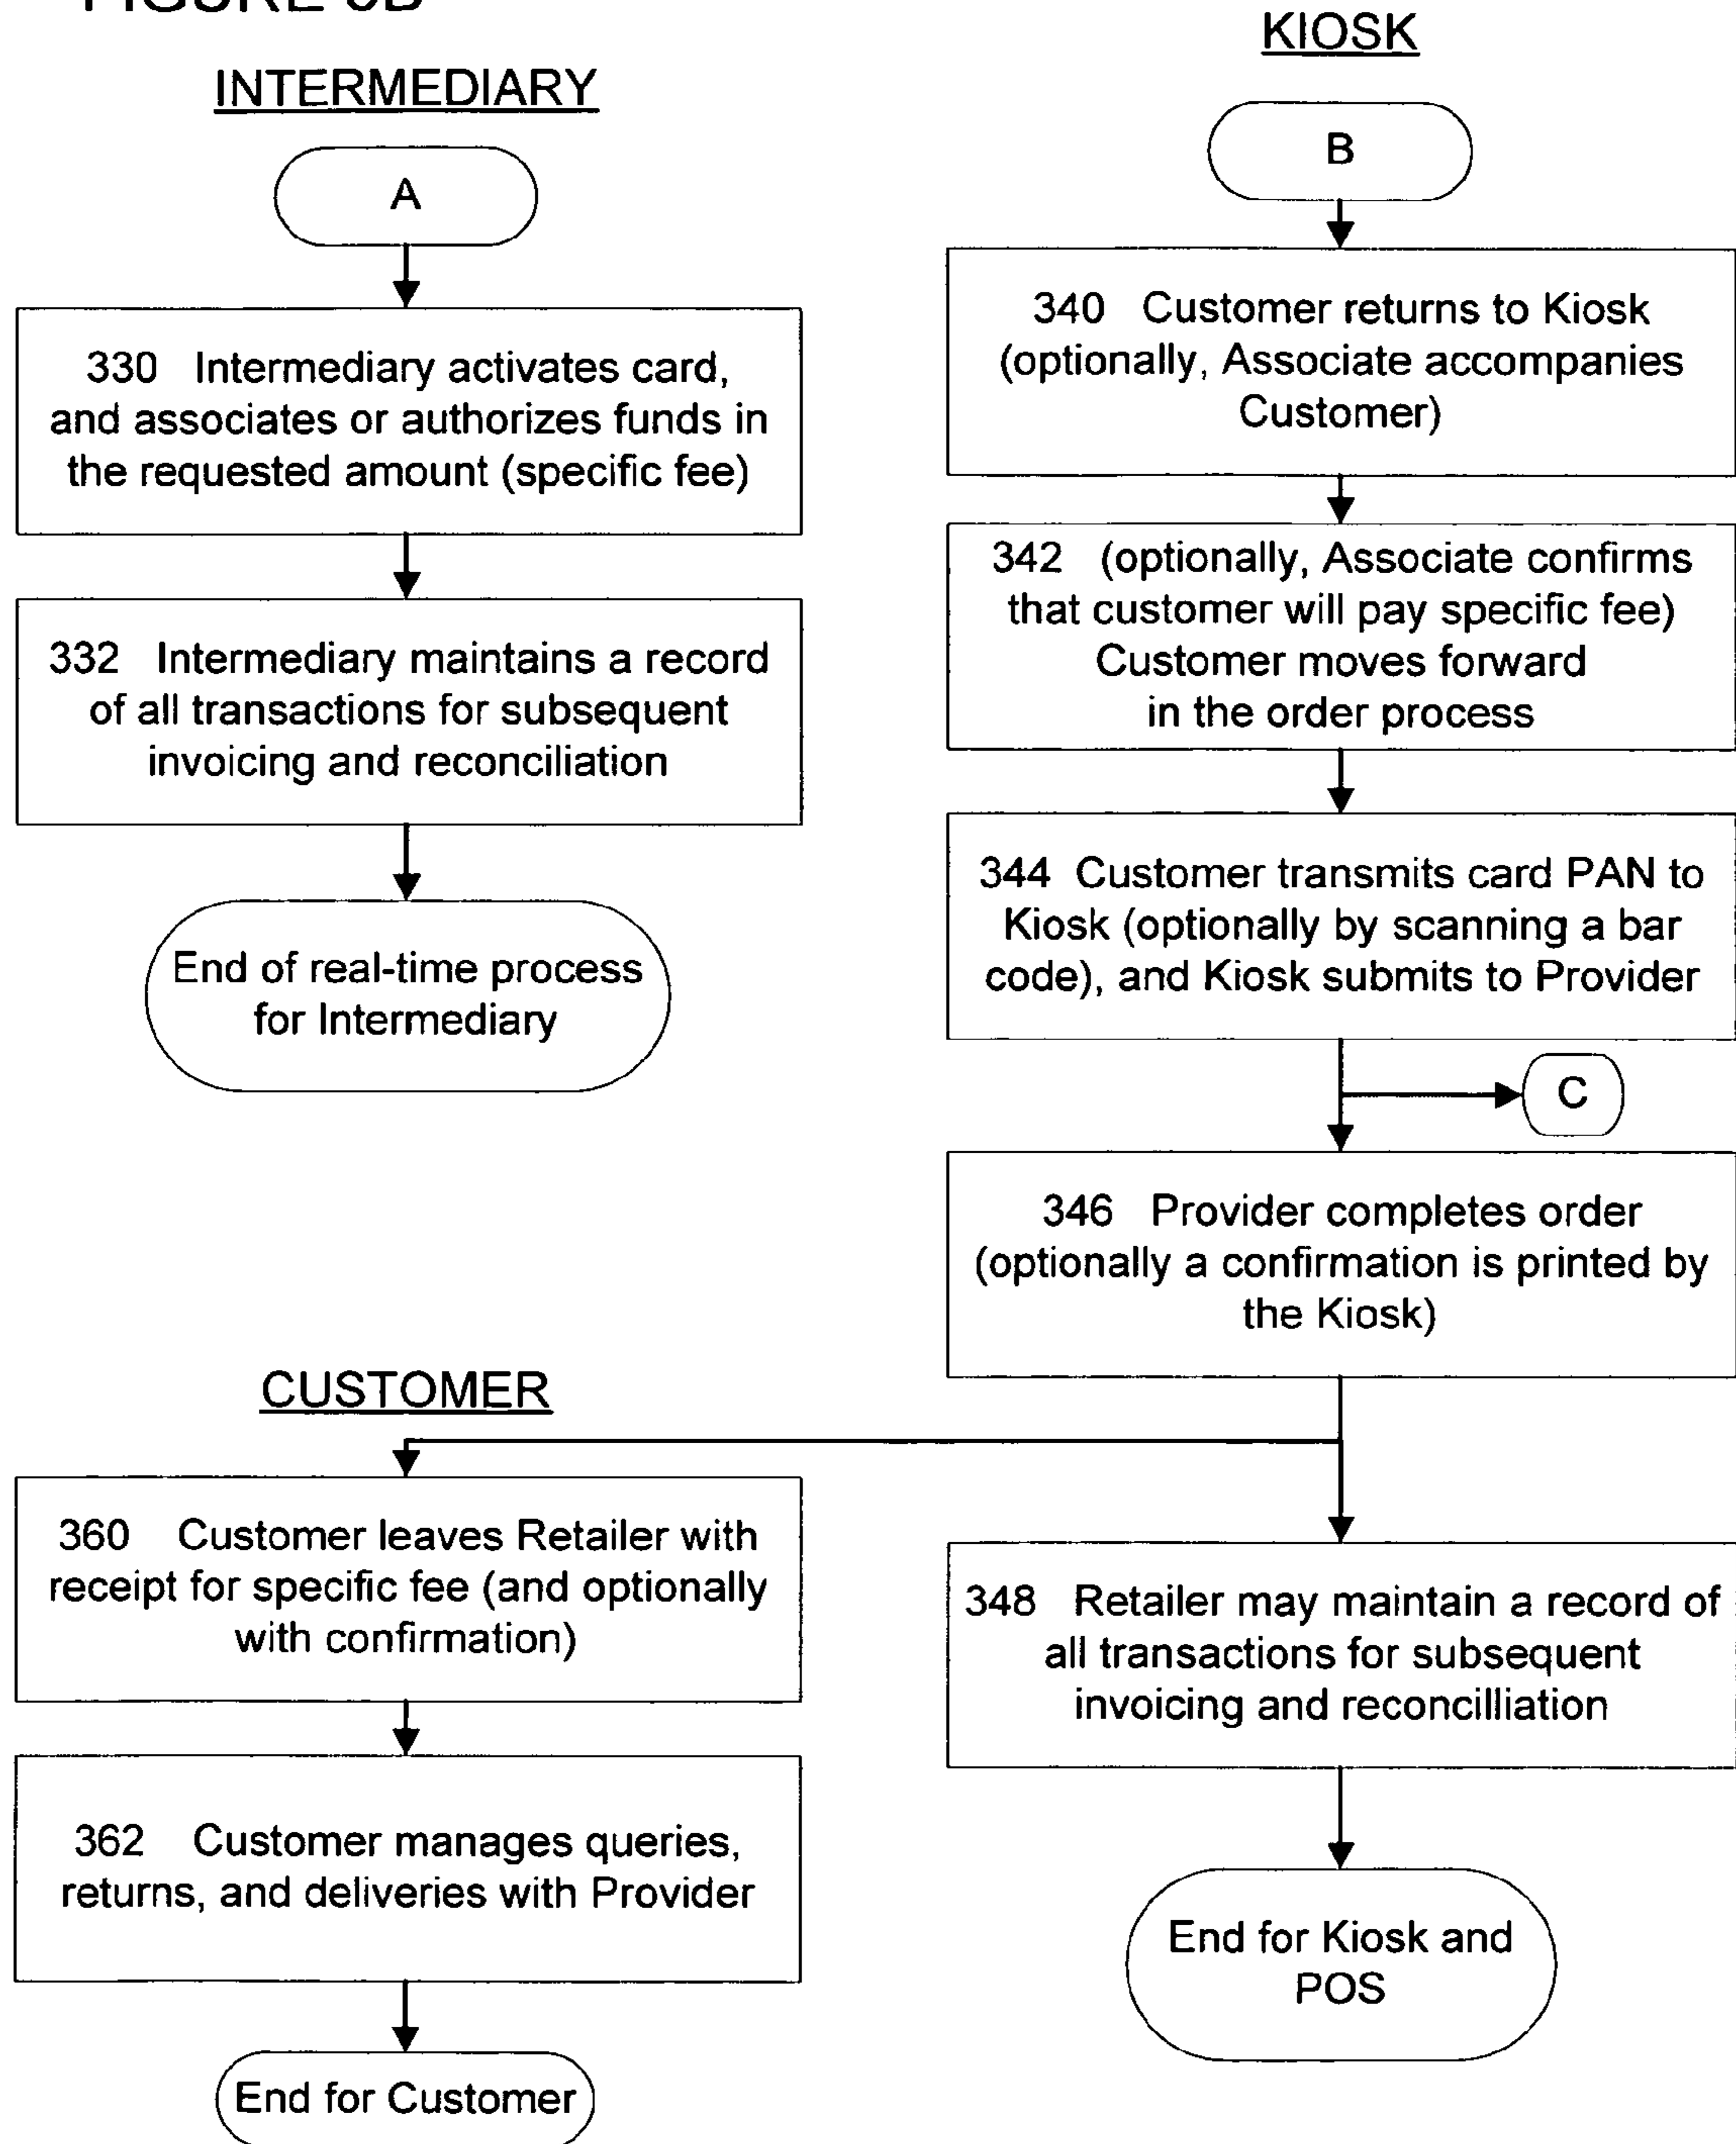 INTERMEDIARY
A
330 Intermediary activates card,
and associates or authorizes funds in
the requested amount (specific fee)
332 Intermediary maintains a record
of all transactions for subsequent
invoicing and reconciliation
End of real-time process
for Intermediary
KIOSK
B
340 Customer returns to Kiosk
(optionally, Associate accompanies
Customer)
342 (optionally, Associate confirms
that customer will pay specific fee)
Customer moves forward
in the order process
344 Customer transmits card PAN to
Kiosk (optionally by scanning a bar
code), and Kiosk submits to Provider
C
346 Provider completes order
(optionally a confirmation is printed by
the Kiosk)
CUSTOMER
360 Customer leaves Retailer with
receipt for specific fee (and optionally
with confirmation)
362 Customer manages queries,
returns, and deliveries with Provider
End for Customer
348 Retailer may maintain a record of
all transactions for subsequent
invoicing and reconcilliation
End for Kiosk and
POS